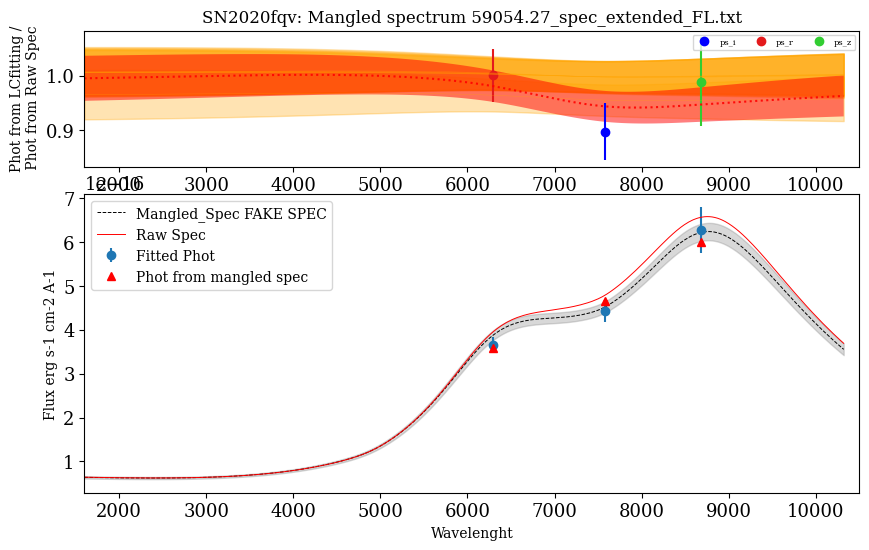 SN2020fqv: Mangled spectrum 59054.27_spec_extended_FL.txt
Phot from LCfitting /
Phot from Raw Spec
1.0
0.9
ps_i ps_r ps_z
2000 3000 4000 5000 6000 7000 8000 9000 10000
1e−16
7
6
5
4
3
2
1
Flux erg s-1 cm-2 A-1
Mangled_Spec FAKE SPEC
Raw Spec
Fitted Phot
Phot from mangled spec
2000 3000 4000 5000 6000 7000 8000 9000 10000
Wavelenght